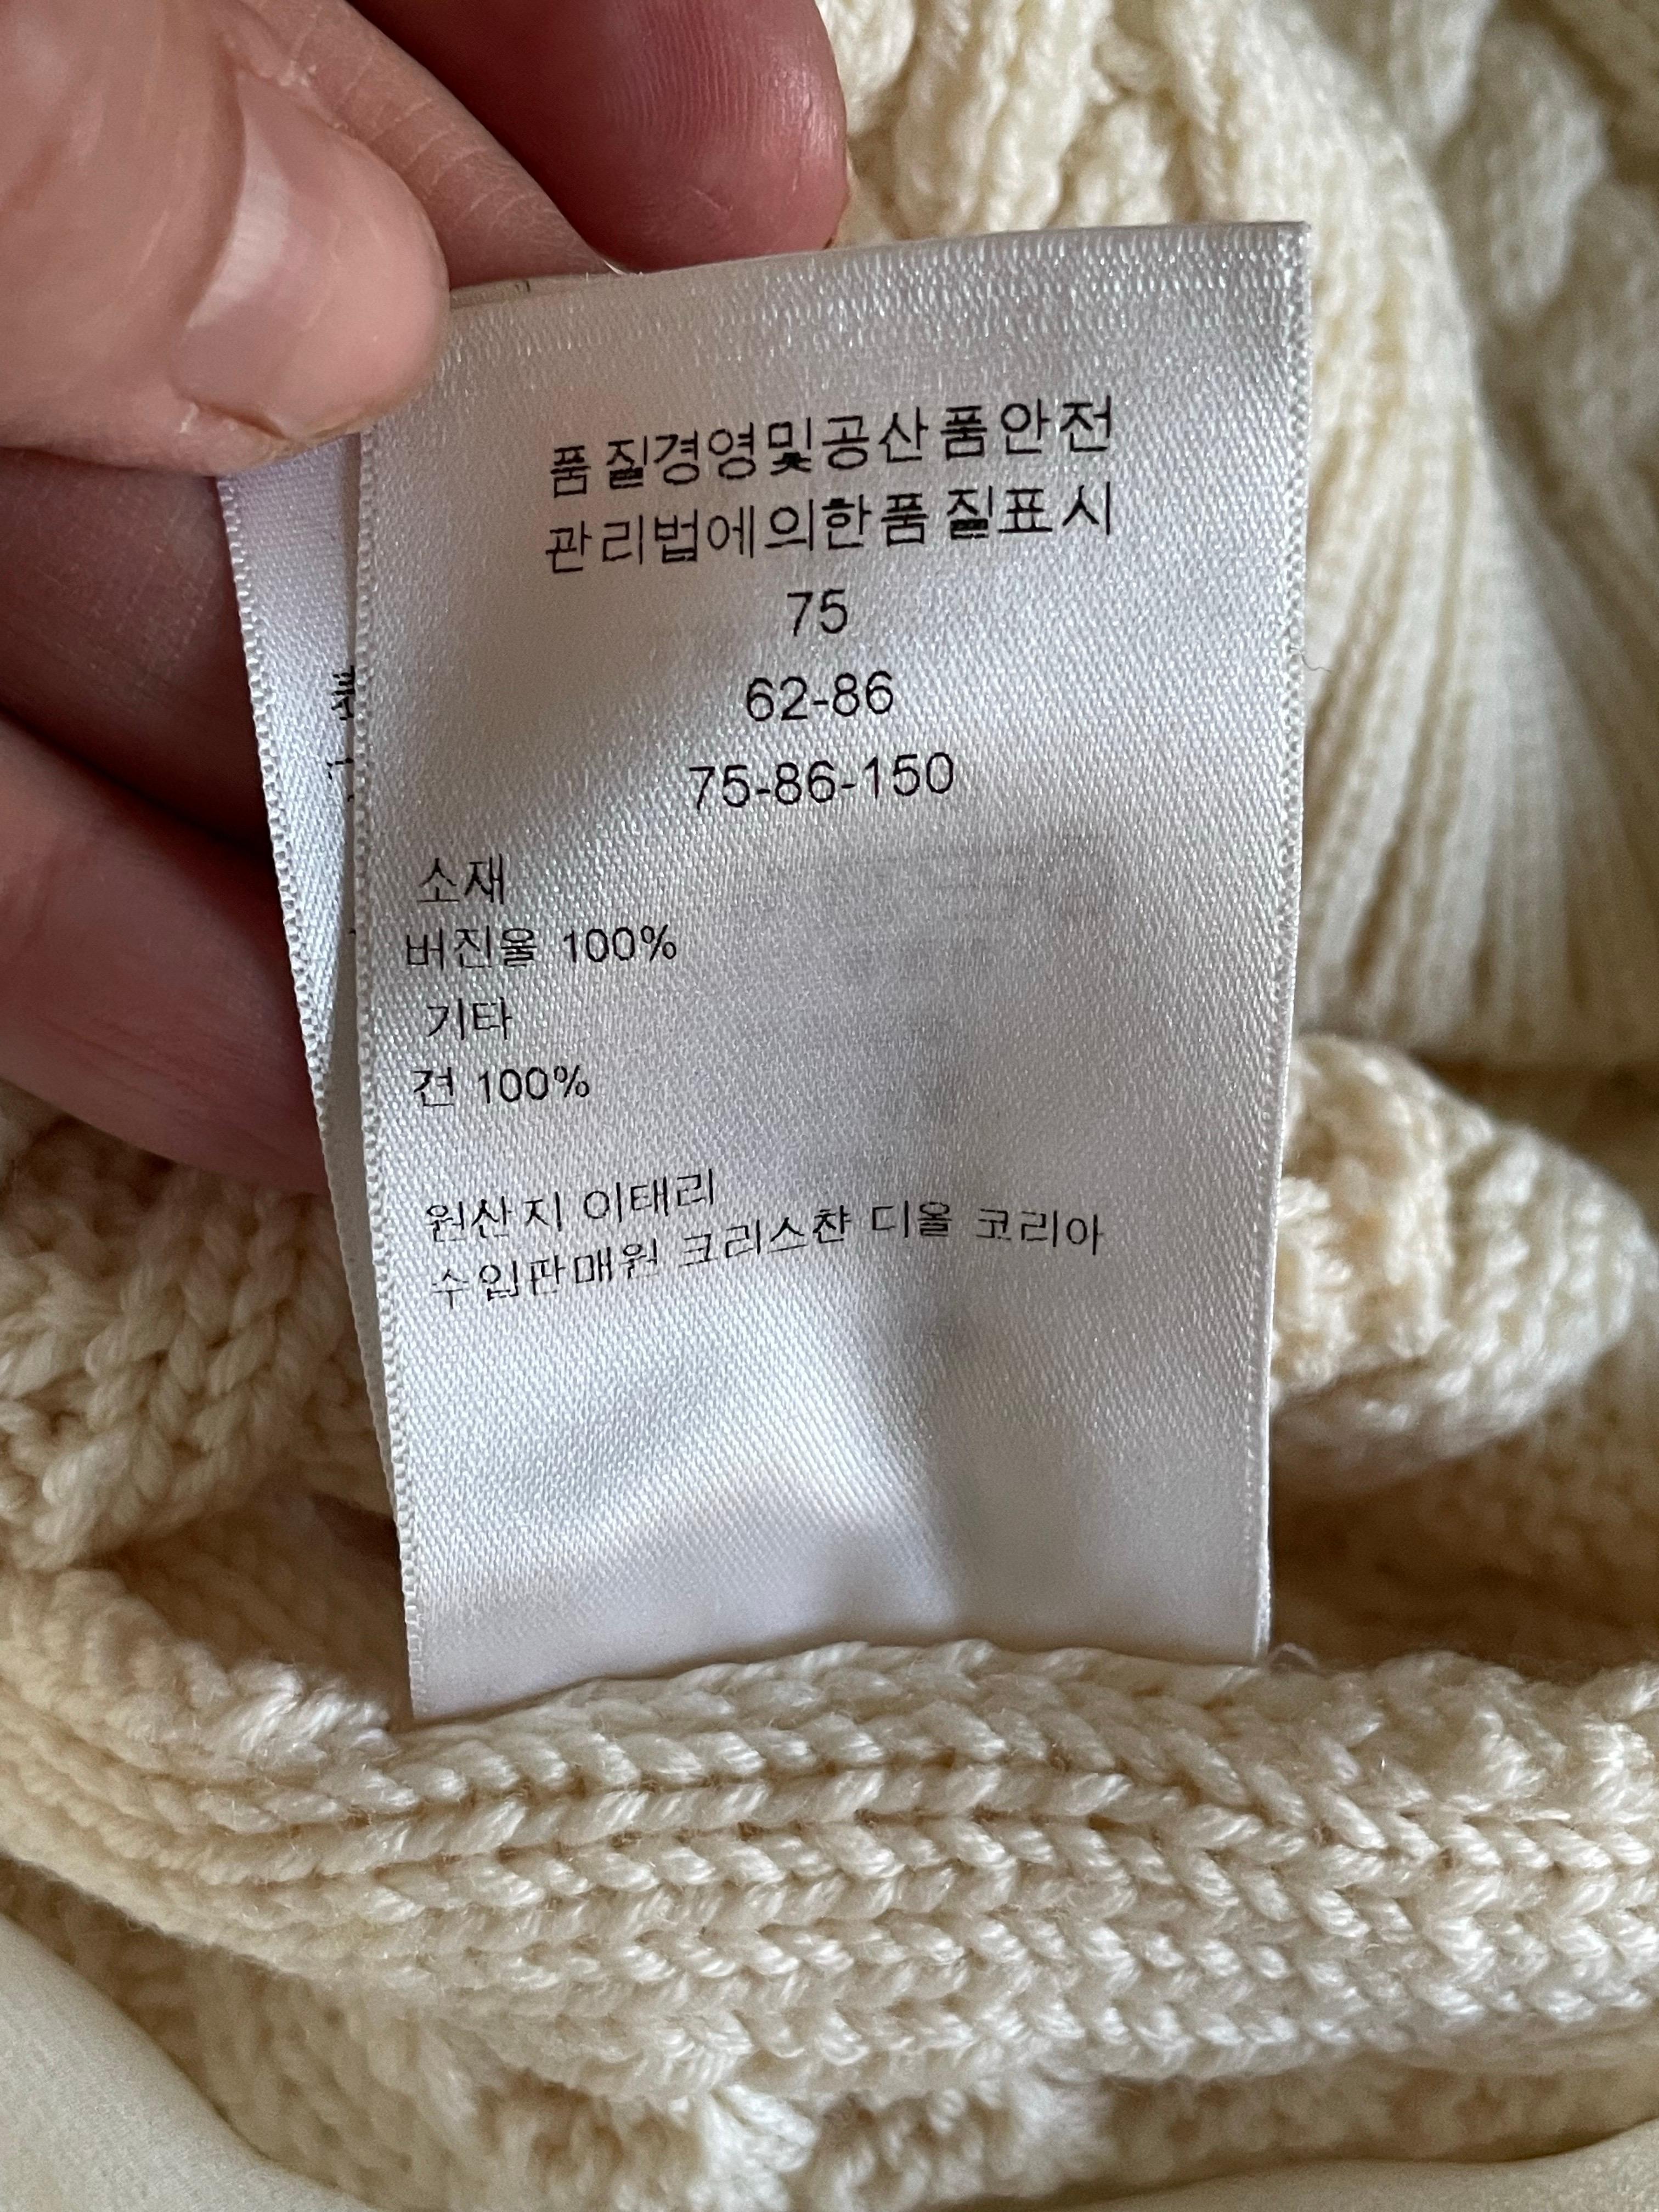 품질경영및공산품안전
관리법에의한품질표시
75
62-86
75-86-150
소재
버진울 100%
기타
견 100%
원산지 이태리
수입판매원 크리스챤 디올 코리아